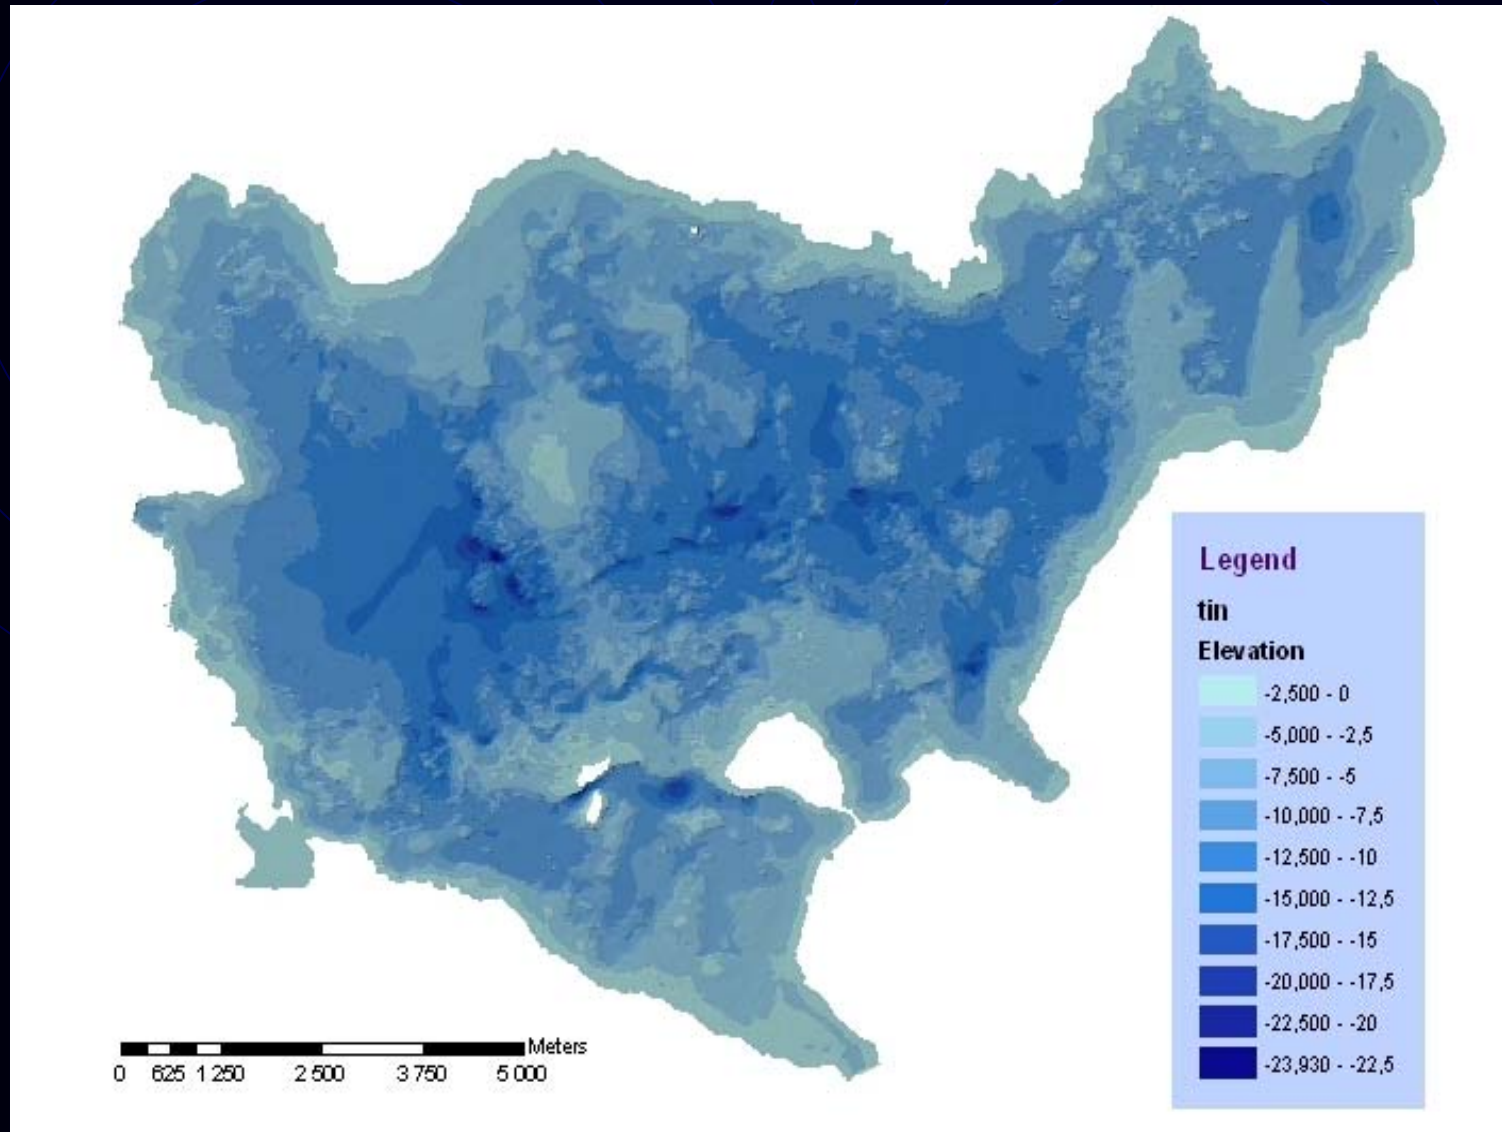 Legend
tin
Elevation
-2,500 - 0
-5,000 - -2,5
-7,500 - -5
-10,000 - -7,5
-12,500 - -10
-15,000 - -12,5
-17,500 - -15
-20,000 - -17,5
-22,500 - -20
-23,930 - -22,5
Meters
0 625 1 250 2 500 3 750 5 000